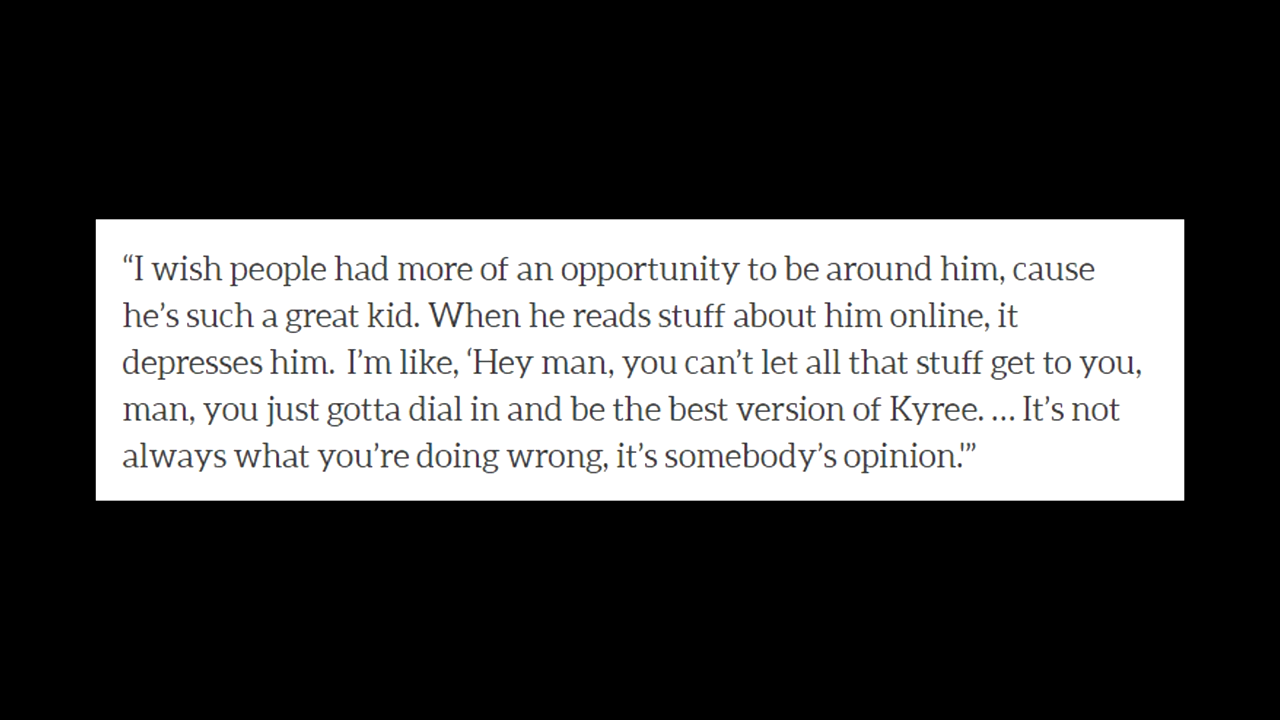 “I wish people had more of an opportunity to be around him, cause
he’s such a great kid. When he reads stuff about him online, it
depresses him. I’m like, ‘Hey man, you can’t let all that stuff get to you,
man, you just gotta dial in and be the best version of Kyree. … It’s not
always what you’re doing wrong, it’s somebody’s opinion.'”